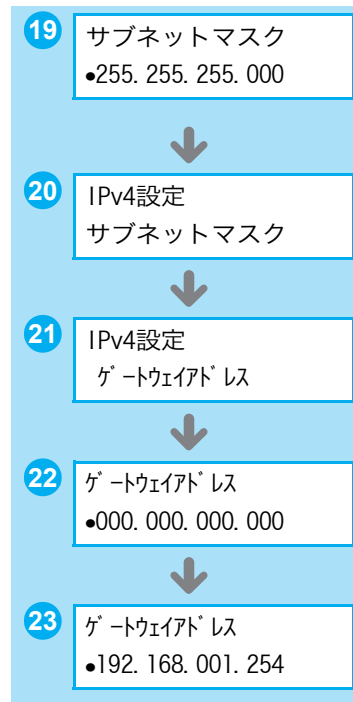 19
サブネットマスク
●255. 255. 255. 000
20
IPv4設定
サブネットマスク
21
IPv4設定
ｹﾞｰﾄｳｪｲｱﾄﾞﾚｽ
22
ｹﾞｰﾄｳｪｲｱﾄﾞﾚｽ
●000. 000. 000. 000
23
ｹﾞｰﾄｳｪｲｱﾄﾞﾚｽ
●192. 168. 001. 254